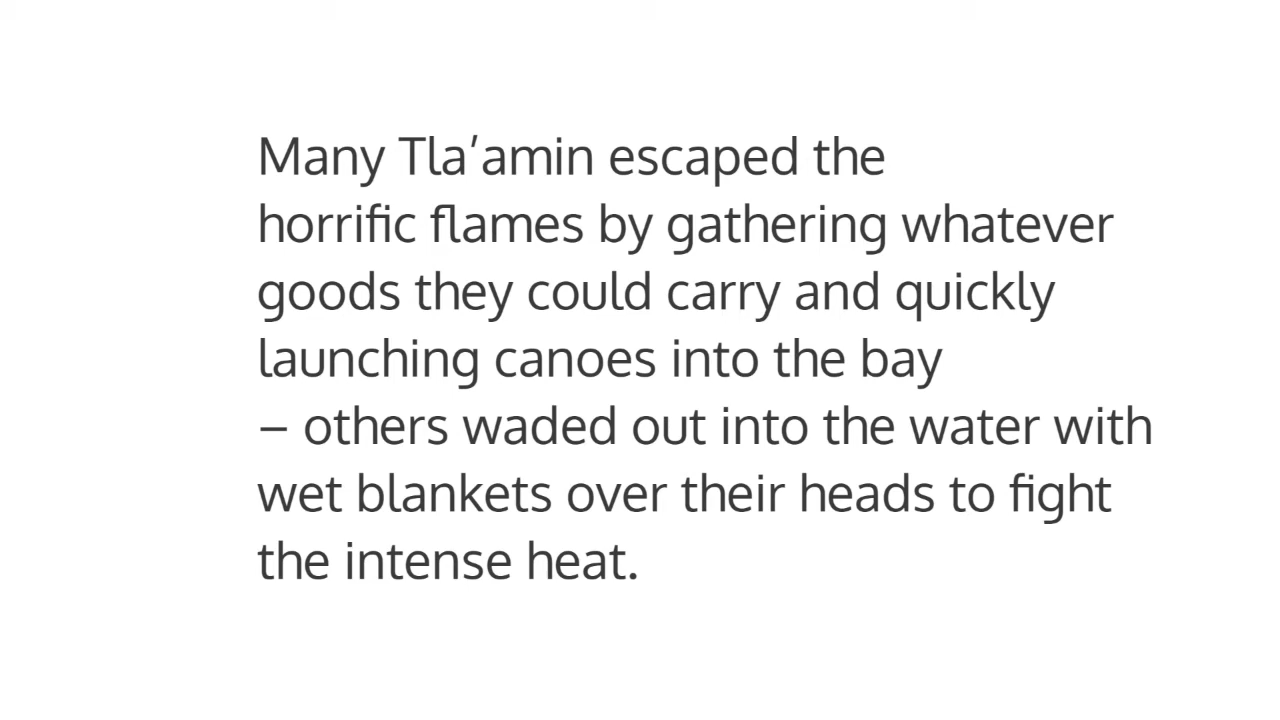 Many Tla′amin escaped the
horrific flames by gathering whatever
goods they could carry and quickly
launching canoes into the bay
– others waded out into the water with
wet blankets over their heads to fight
the intense heat.